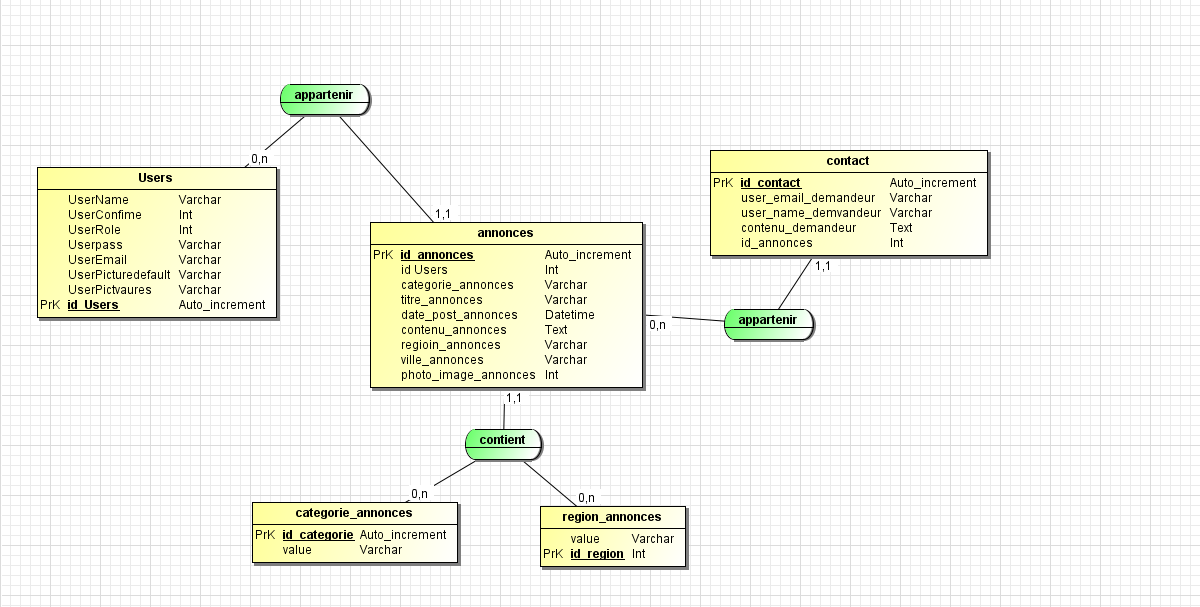 appartenir
0,n
1,1
Users
UserName Varchar
UserConfime Int
UserRole Int
Userpass Varchar
UserEmail Varchar
UserPicturedefault Varchar
UserPictvaures Varchar
PrK id_Users Auto_increment
annonces
PrK id_annonces Auto_increment
id Users Int
categorie_annonces Varchar
titre_annonces Varchar
date_post_annonces Datetime
contenu_annonces Text
regioin_annonces Varchar
ville_annonces Varchar
photo_image_annonces Int
contact
PrK id_contact Auto_increment
user_email_demandeur Varchar
user_name_demvandeur Varchar
contenu_demandeur Text
id_annonces Int
1,1
appartenir
0,n
1,1
contient
0,n
0,n
categorie_annonces
PrK id_categorie Auto_increment
value Varchar
region_annonces
value Varchar
PrK id_region Int